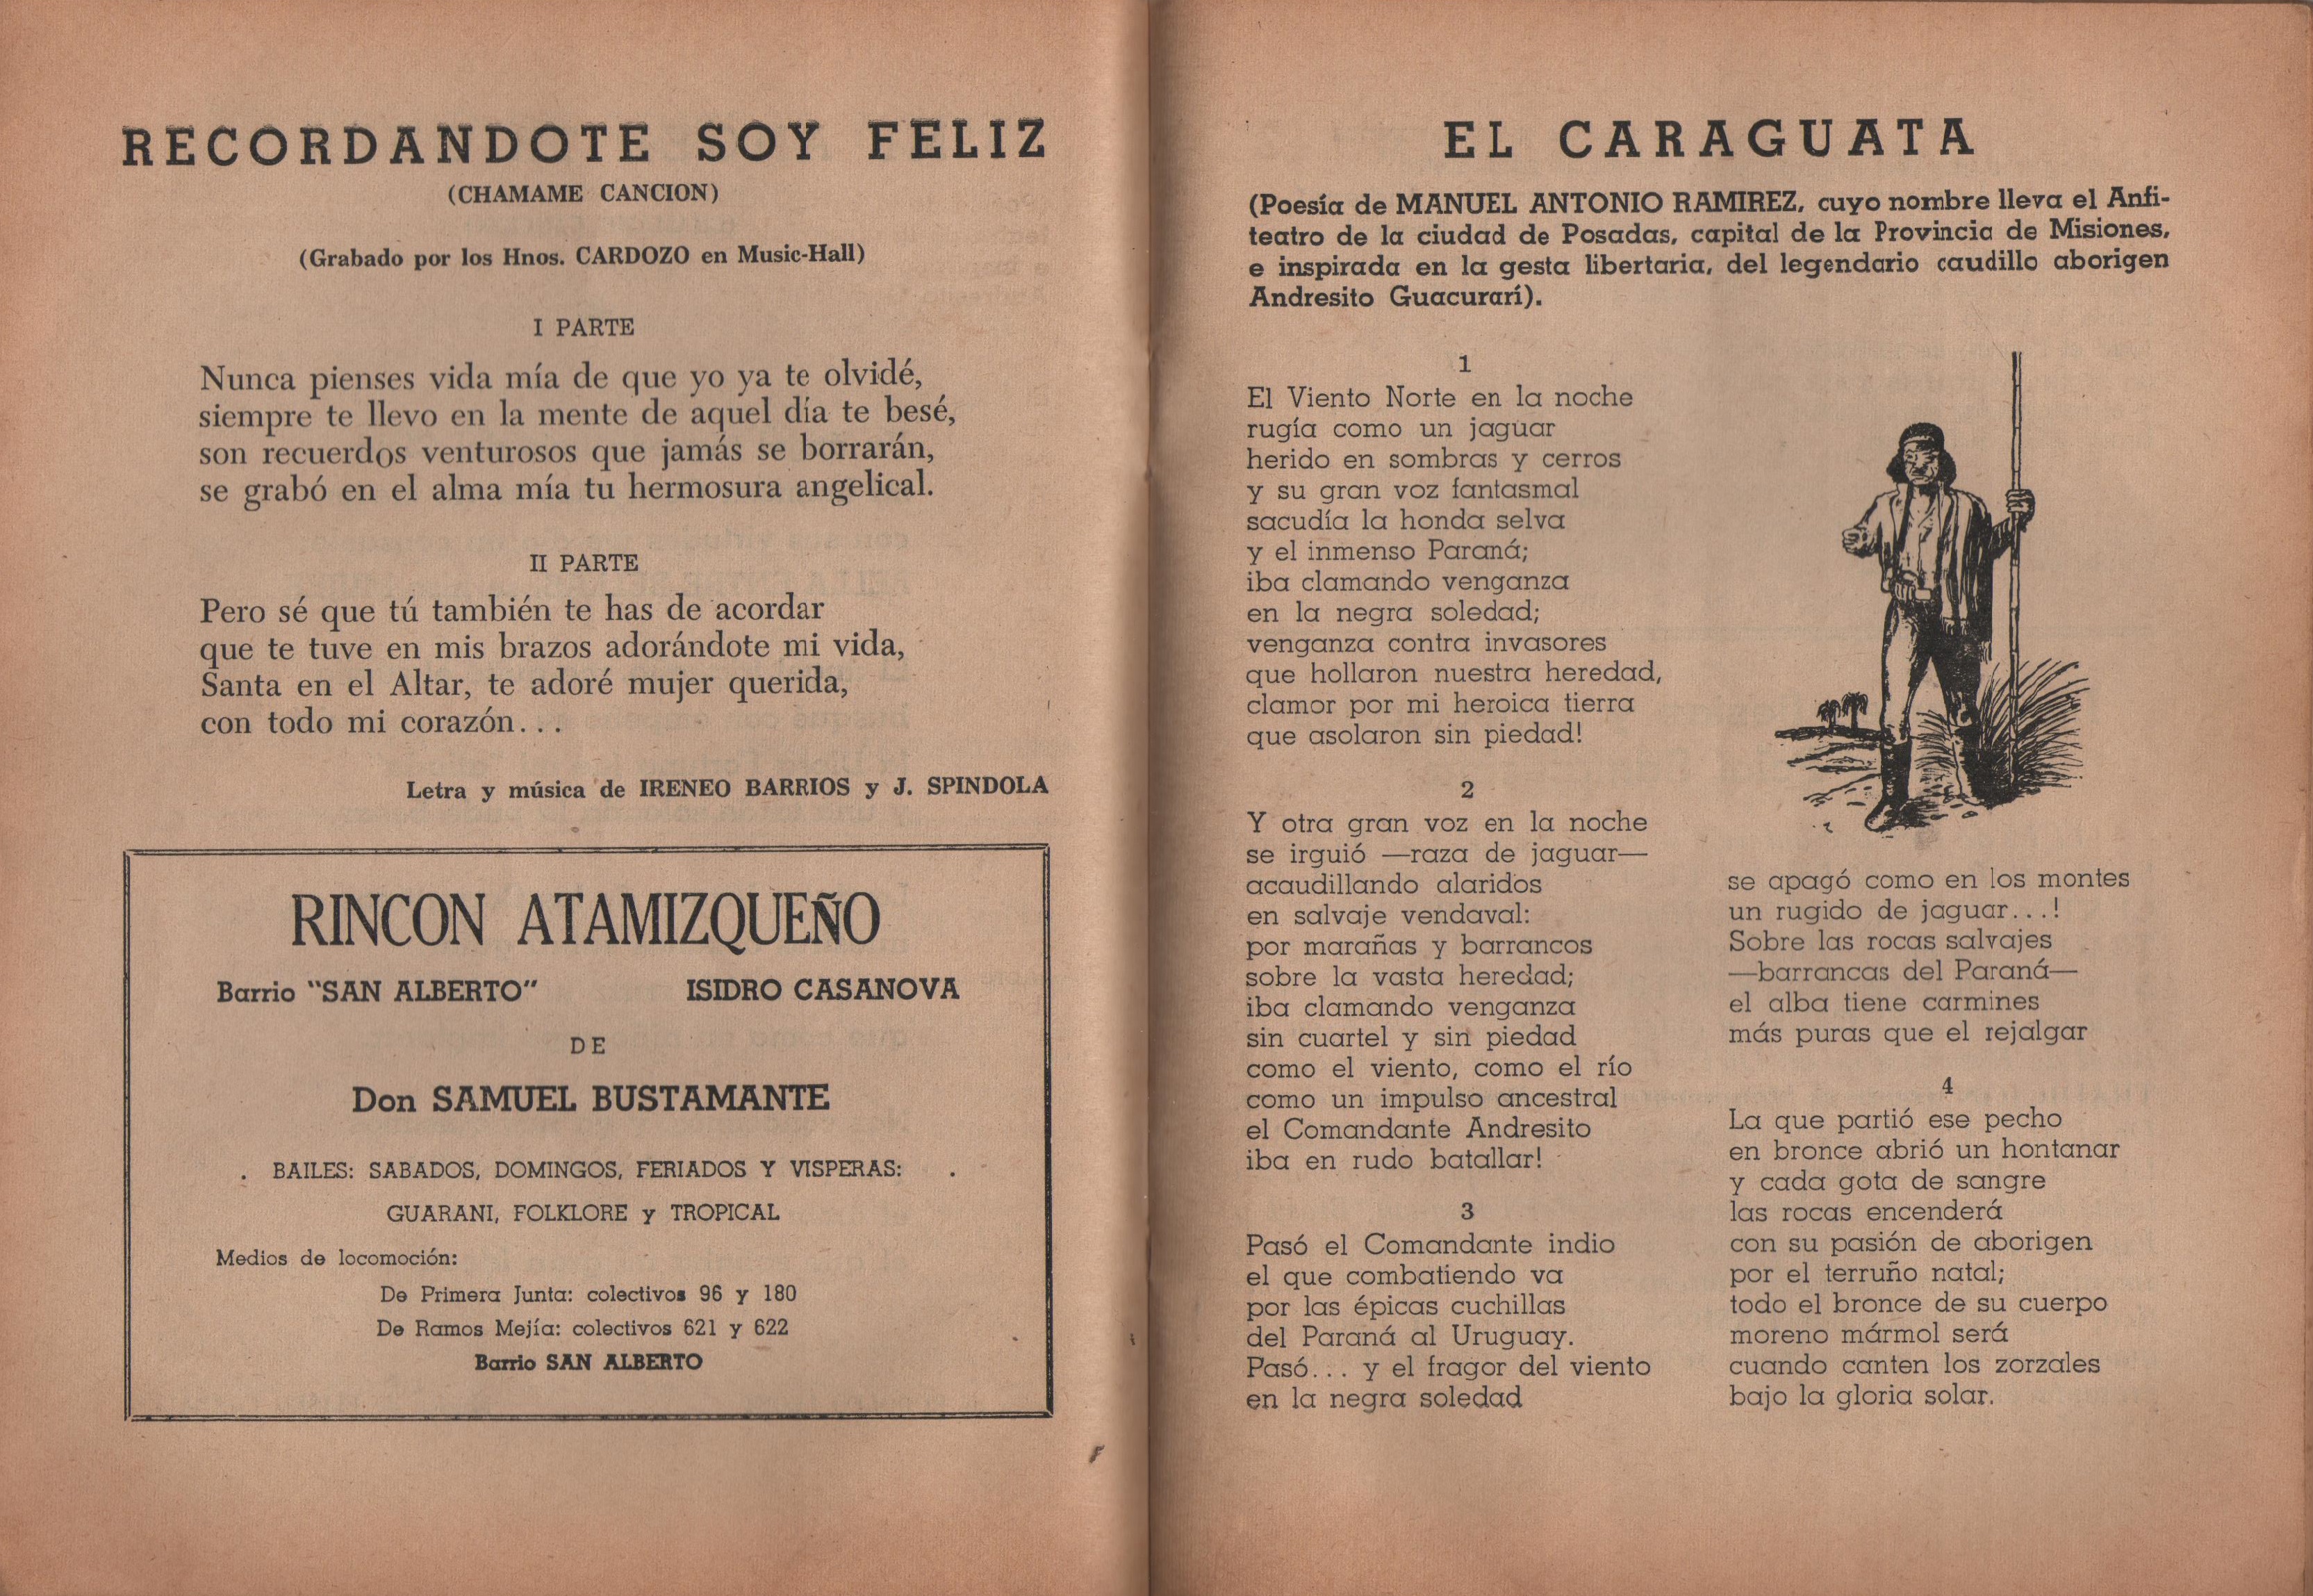 RECORDANDOTE SOY FELIZ
(CHAMAME CANCION)
(Grabado por los Hnos. CARDOZO en Music-Hall)
I PARTE
Nunca pienses vida mía de que yo ya te olvidé,
siempre te llevo en la mente de aquel día te besé,
son recuerdos venturosos que jamás se borrarán,
se grabó en el alma mía tu hermosura angelical.
II PARTE
Pero sé que tú también te has de acordar
que te tuve en mis brazos adorándote mi vida,
Santa en el Altar, te adoré mujer querida,
con todo mi corazón...
Letra y música de IRENEO BARRIOS y J. SPINDOLA
RINCON ATAMIZQUEÑO
Barrio "SAN ALBERTO" ISIDRO CASANOVA
DE
Don SAMUEL BUSTAMANTE
. BAILES: SABADOS, DOMINGOS, FERIADOS Y VISPERAS: .
GUARANI, FOLKLORE y TROPICAL
Medios de locomoción:
De Primera Junta: colectivos 96 y 180
De Ramos Mejía: colectivos 621 y 622
Barrio SAN ALBERTO
EL CARAGUATA
(Poesía de MANUEL ANTONIO RAMIREZ, cuyo nombre lleva el Anfi-
teatro de la ciudad de Posadas, capital de la Provincia de Misiones,
e inspirada en la gesta libertaria, del legendario caudillo aborigen
Andresito Guacurarí).
1
El Viento Norte en la noche
rugía como un jaguar
herido en sombras y cerros
y su gran voz fantasmal
sacudía la honda selva
y el inmenso Paraná;
iba clamando venganza
en la negra soledad;
venganza contra invasores
que hollaron nuestra heredad,
clamor por mi heroica tierra
que asolaron sin piedad!
2
Y otra gran voz en la noche
se irguió —raza de jaguar—
acaudillando alaridos
en salvaje vendaval:
por marañas y barrancos
sobre la vasta heredad;
iba clamando venganza
sin cuartel y sin piedad
como el viento, como el río
como un impulso ancestral
el Comandante Andresito
iba en rudo batallar!
3
Pasó el Comandante indio
el que combatiendo va
por las épicas cuchillas
del Paraná al Uruguay.
Pasó... y el fragor del viento
en la negra soledad
se apagó como en los montes
un rugido de jaguar...!
Sobre las rocas salvajes
—barrancas del Paraná—
el alba tiene carmines
más puras que el rejalgar
4
La que partió ese pecho
en bronce abrió un hontanar
y cada gota de sangre
las rocas encenderá
con su pasión de aborigen
por el terruño natal;
todo el bronce de su cuerpo
moreno mármol será
cuando canten los zorzales
bajo la gloria solar.